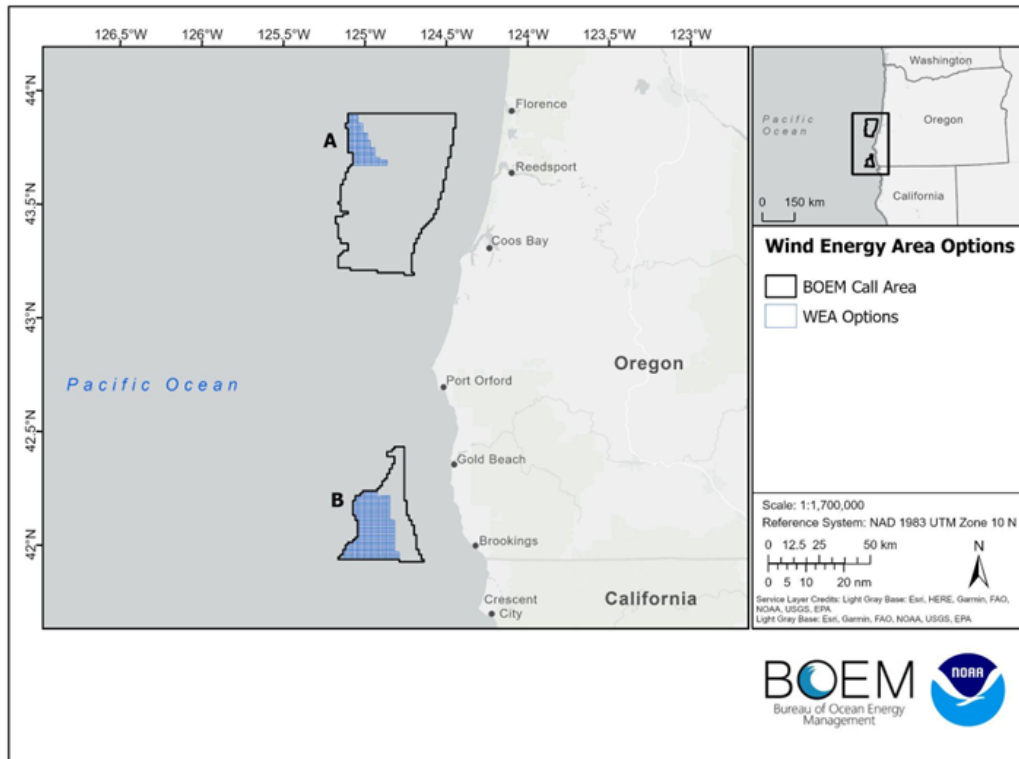 126.5°W 126°W 125.5°W 125°W 124.5°W 124°W 123.5°W 123°W
44°N
43.5°N
43°N
42.5°N
42°N
A
B
Florence
Reedsport
Coos Bay
Port Orford
Gold Beach
Brookings
Crescent
City
Pacific Ocean
Oregon
California
Washington
Pacific
Ocean
Oregon
California
0 150 km
Wind Energy Area Options
BOEM Call Area
WEA Options
Scale: 1:1,700,000
Reference System: NAD 1983 UTM Zone 10 N
0 12.5 25 50 km
0 5 10 20 nm
N
Service Layer Credits: Light Gray Base: Esri, HERE, Garmin, FAO,
NOAA, USGS, EPA
Light Gray Base: Esri, Garmin, FAO, NOAA, USGS, EPA
BOEM
Bureau of Ocean Energy
Management
NOAA